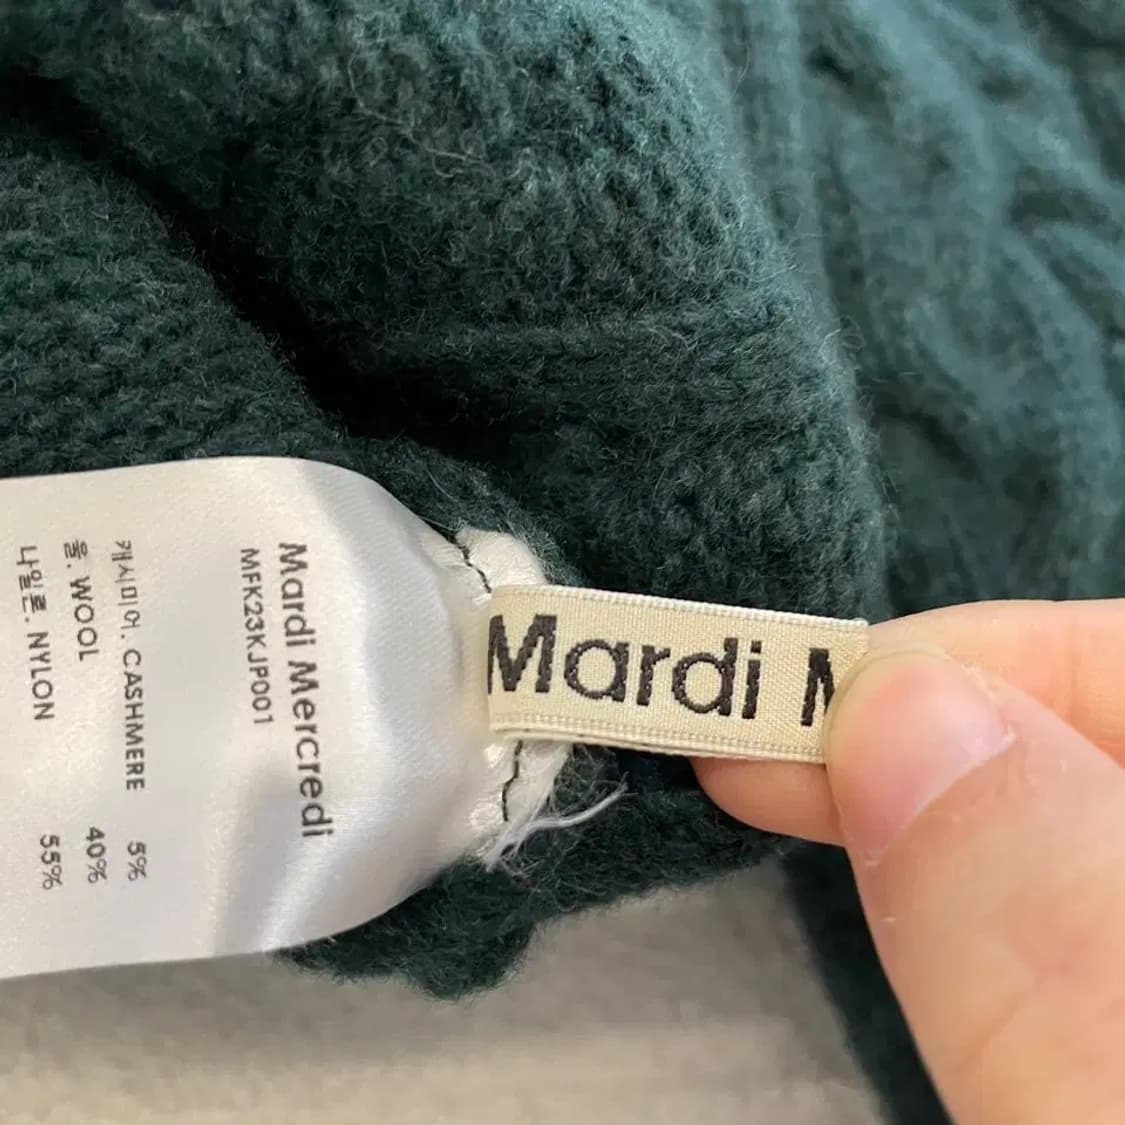 Mardi Mercredi
MFK23KJP001
캐시미어. CASHMERE 5%
울. WOOL 40%
나일론. NYLON 55%
Mardi M